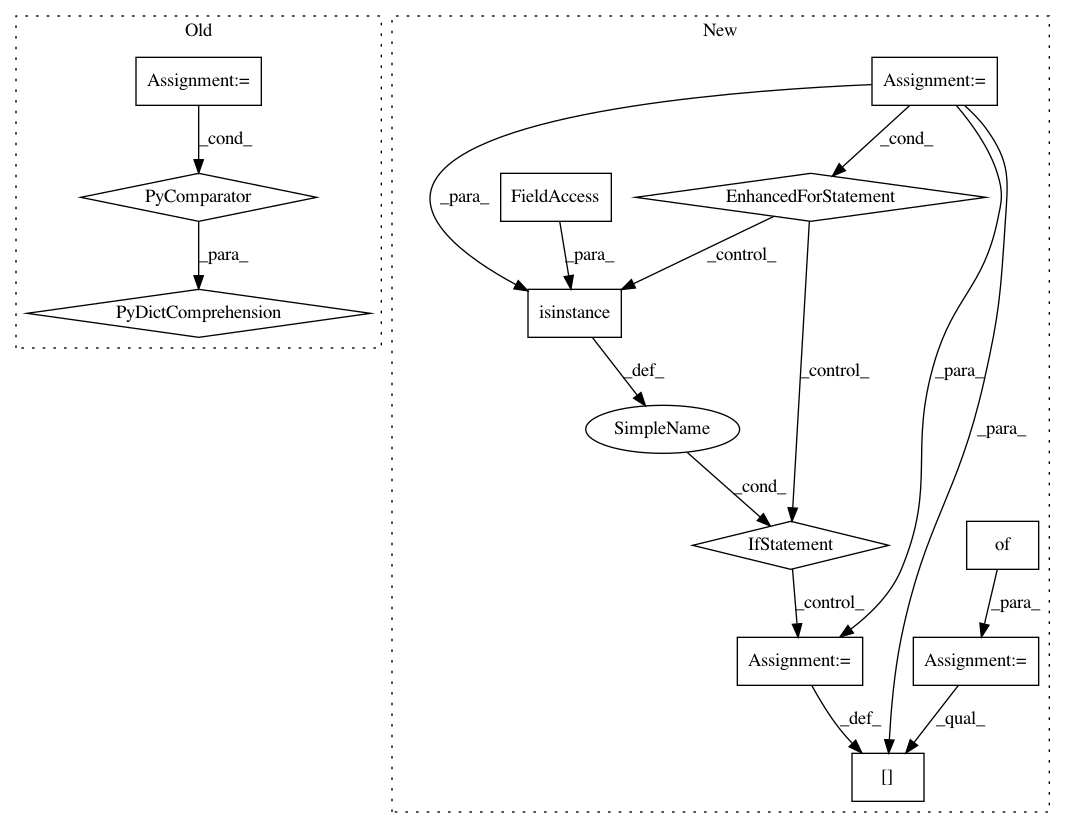 Old
New
Assignment:=
Assignment:=
_cond_
_cond_
PyComparator
FieldAccess
EnhancedForStatement
_para_
_para_
_para_
_control_
PyDictComprehension
isinstance
_def_
_control_
_para_
SimpleName
_para_
_cond_
IfStatement
of
_control_
_para_
Assignment:=
Assignment:=
_def_
_qual_
[]